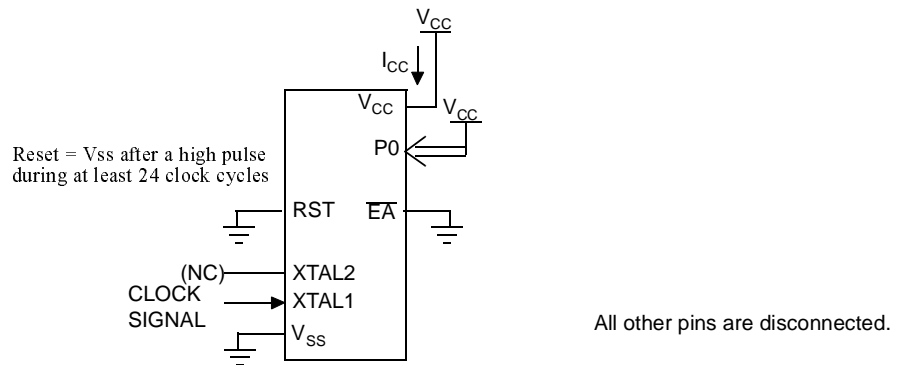 V_CC
I_CC
V_CC
V_CC
P0
Reset = Vss after a high pulse
during at least 24 clock cycles
RST
EA
(NC)
XTAL2
CLOCK
SIGNAL
XTAL1
V_SS
All other pins are disconnected.